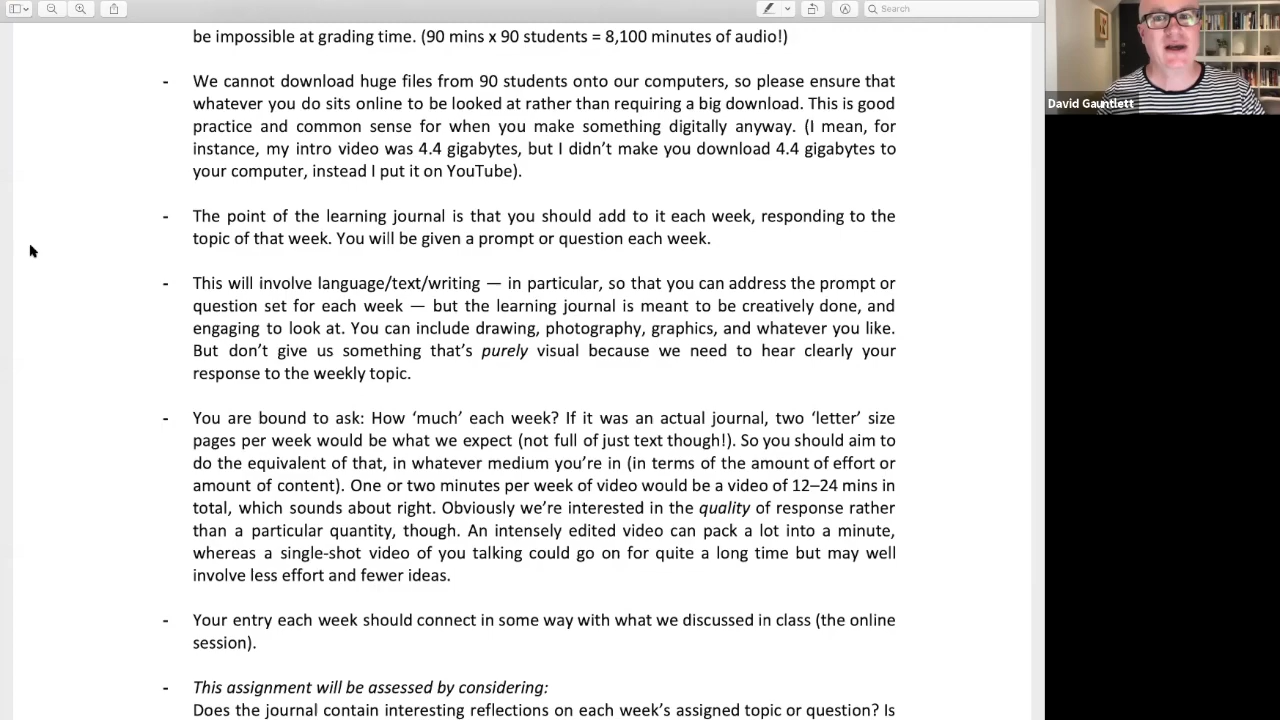 Search
be impossible at grading time. (90 mins x 90 students = 8,100 minutes of audio!)
David Gauntlett
- We cannot download huge files from 90 students onto our computers, so please ensure that
whatever you do sits online to be looked at rather than requiring a big download. This is good
practice and common sense for when you make something digitally anyway. (I mean, for
instance, my intro video was 4.4 gigabytes, but I didn’t make you download 4.4 gigabytes to
your computer, instead I put it on YouTube).
- The point of the learning journal is that you should add to it each week, responding to the
topic of that week. You will be given a prompt or question each week.
- This will involve language/text/writing — in particular, so that you can address the prompt or
question set for each week — but the learning journal is meant to be creatively done, and
engaging to look at. You can include drawing, photography, graphics, and whatever you like.
But don’t give us something that’s purely visual because we need to hear clearly your
response to the weekly topic.
- You are bound to ask: How ‘much’ each week? If it was an actual journal, two ‘letter’ size
pages per week would be what we expect (not full of just text though!). So you should aim to
do the equivalent of that, in whatever medium you’re in (in terms of the amount of effort or
amount of content). One or two minutes per week of video would be a video of 12–24 mins in
total, which sounds about right. Obviously we’re interested in the quality of response rather
than a particular quantity, though. An intensely edited video can pack a lot into a minute,
whereas a single-shot video of you talking could go on for quite a long time but may well
involve less effort and fewer ideas.
- Your entry each week should connect in some way with what we discussed in class (the online
session).
- This assignment will be assessed by considering:
Does the journal contain interesting reflections on each week’s assigned topic or question? Is